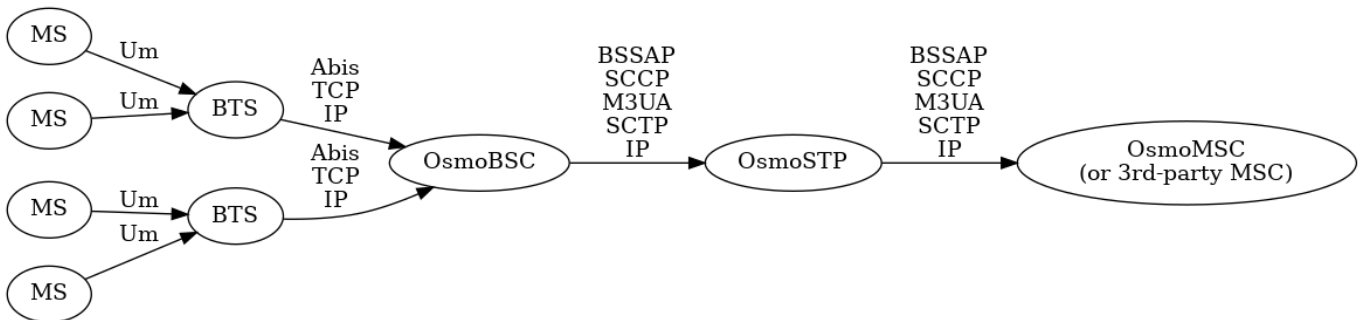 MS
Um
MS
Um
BTS
Abis
TCP
IP
MS
Um
MS
Um
BTS
Abis
TCP
IP
OsmoBSC
BSSAP
SCCP
M3UA
SCTP
IP
OsmoSTP
BSSAP
SCCP
M3UA
SCTP
IP
OsmoMSC
(or 3rd-party MSC)